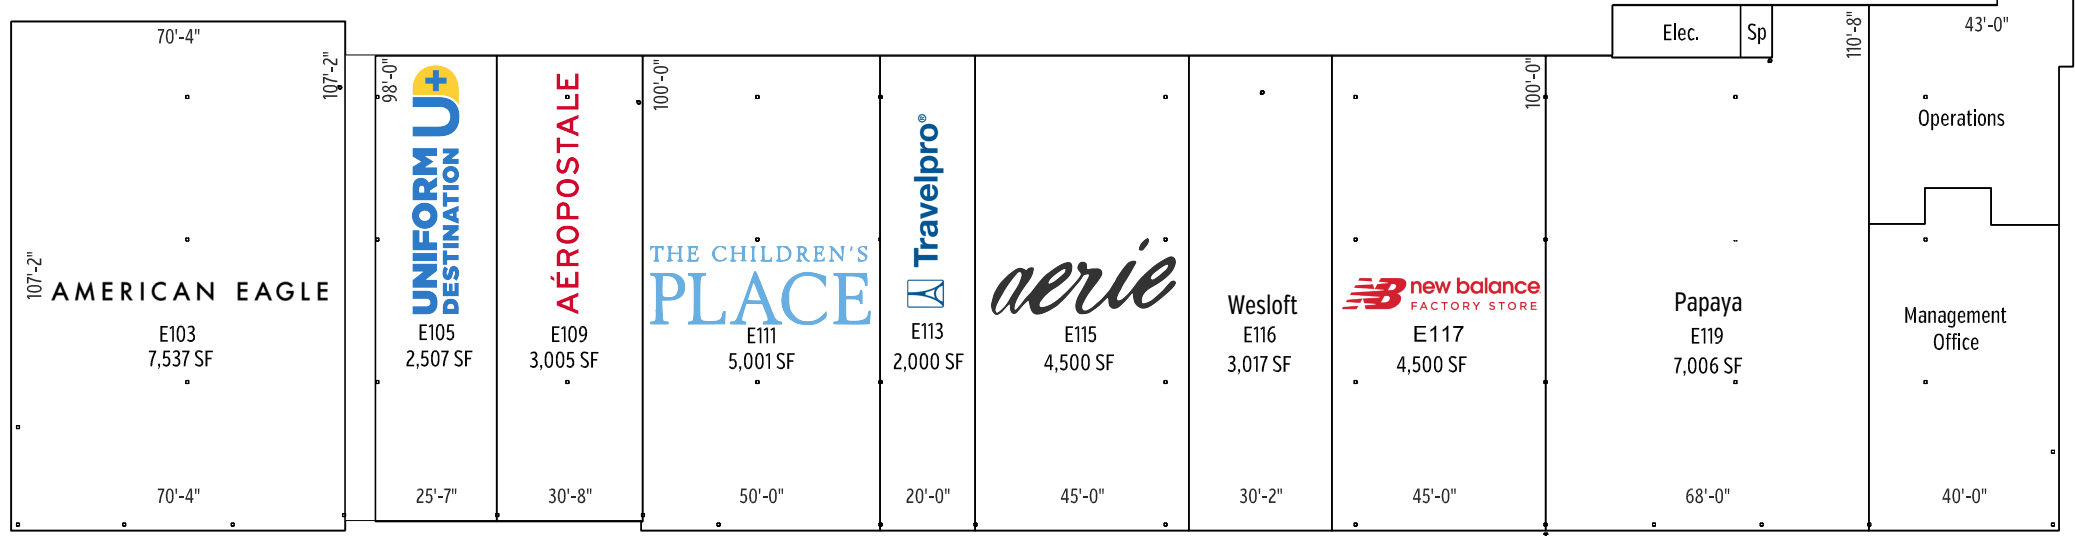 70'-4"
107'-2"
107'-2"
AMERICAN EAGLE
E103
7,537 SF
70'-4"
98'-0"
UNIFORM U+
DESTINATION
E105
2,507 SF
25'-7"
AÉROPOSTALE
E109
3,005 SF
30'-8"
100'-0"
THE CHILDREN'S
PLACE
E111
5,001 SF
50'-0"
Travelpro®
E113
2,000 SF
20'-0"
aerie
E115
4,500 SF
45'-0"
Wesloft
E116
3,017 SF
30'-2"
100'-0"
NB new balance
FACTORY STORE
E117
4,500 SF
45'-0"
Elec.
Sp
110'-8"
Papaya
E119
7,006 SF
68'-0"
43'-0"
Operations
Management
Office
40'-0"